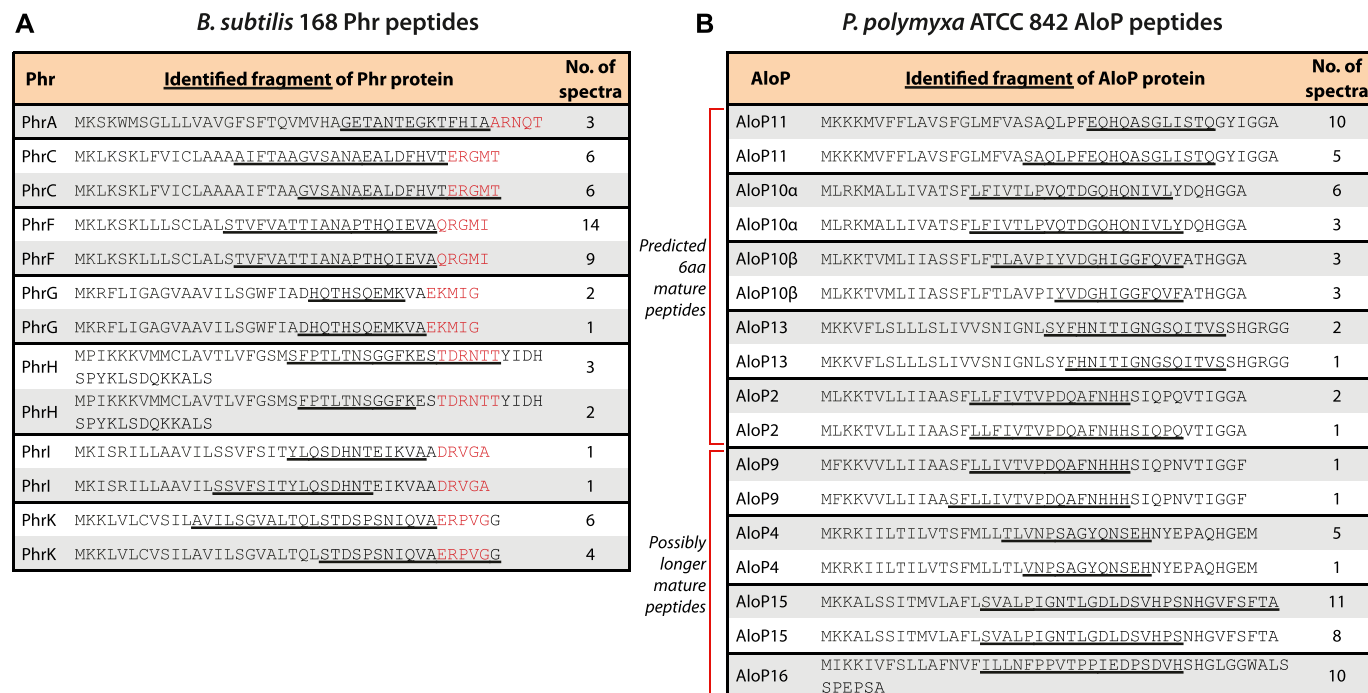 A
B. subtilis 168 Phr peptides
Phr Identified fragment of Phr protein No. of spectra
PhrA MKSKWMSGLLLVAVGFSFTQVMVHAGETANTEGKTFHIAARNQT 3
PhrC MKLKSKLFVICLAAAAIFTAAGVSANAEALDFHVTERGMT 6
PhrC MKLKSKLFVICLAAAAIFTAAGVSANAEALDFHVTERGMT 6
PhrF MKLKSKLLLSCLALSTVFVATTIANAPTHQIEVAQRGMI 14
PhrF MKLKSKLLLSCLALSTVFVATTIANAPTHQIEVAQRGMI 9
PhrG MKRFLIGAGVAAVILSGWFIADHQTHSQEMKVAEKMIG 2
PhrG MKRFLIGAGVAAVILSGWFIADHQTHSQEMKVAEKMIG 1
PhrH MPIKKKVMMCLAVTLVFGSMSFPTLTNSGGFKESTDRNTTYIDH
SPYKLSDQKKALS 3
PhrH MPIKKKVMMCLAVTLVFGSMSFPTLTNSGGFKESTDRNTTYIDH
SPYKLSDQKKALS 2
PhrI MKISRILLAAVILSSVFSITYLQSDHNTEIKVAADRVGA 1
PhrI MKISRILLAAVILSSVFSITYLQSDHNTEIKVAADRVGA 1
PhrK MKKLVLCVSILAVILSGVALTQLSTDSPSNIQVAERPVGG 6
PhrK MKKLVLCVSILAVILSGVALTQLSTDSPSNIQVAERPVGG 4
B
P. polymyxa ATCC 842 AloP peptides
AloP Identified fragment of AloP protein No. of spectra
Predicted
6aa
mature
peptides
AloP11 MKKKMVFFLAVSFGLMFVASAQLPFEQHQASGLISTQGYIGGA 10
AloP11 MKKKMVFFLAVSFGLMFVASAQLPFEQHQASGLISTQGYIGGA 5
AloP10α MLRKMALLIVATSFLLFIVTLPVQTDGQHQNIVLYDQHGGA 6
AloP10α MLRKMALLIVATSFLLFIVTLPVQTDGQHQNIVLYDQHGGA 3
AloP10β MLKKTVMLIIASSFLFTLAVPIYVDGHIGGFQVFATHGGA 3
AloP10β MLKKTVMLIIASSFLFTLAVPIYVDGHIGGFQVFATHGGA 3
AloP13 MKKVFLSLLLSLIVVSNIGNLSYFHNITIGNGSQITVSSHGRGG 2
AloP13 MKKVFLSLLLSLIVVSNIGNLSYFHNITIGNGSQITVSSHGRGG 1
AloP2 MLKKTVLLIIAASFLLFIVTVPDQAFNHHSIQPQVTIGGA 2
AloP2 MLKKTVLLIIAASFLLFIVTVPDQAFNHHSIQPQVTIGGA 1
Possibly
longer
mature
peptides
AloP9 MFKKVVLLIIAASFLLIVTVPDQAFNHHHSIQPNVTIGGF 1
AloP9 MFKKVVLLIIAASFLLIVTVPDQAFNHHHSIQPNVTIGGF 1
AloP4 MKRKIILTILVTSFMLLTLVNPSAGYQNSEHNYEPAQHGEM 5
AloP4 MKRKIILTILVTSFMLLTLVNPSAGYQNSEHNYEPAQHGEM 1
AloP15 MKKALSSITMVLAFLSVALPIGNTLGDLDSVHPSNHGVFSFTA 11
AloP15 MKKALSSITMVLAFLSVALPIGNTLGDLDSVHPSNHGVFSFTA 8
AloP16 MIKKIVFSLLAFNVFILLNFPPVTPPIEDPSDVHSHGLGGWALS
SPEPSA 10